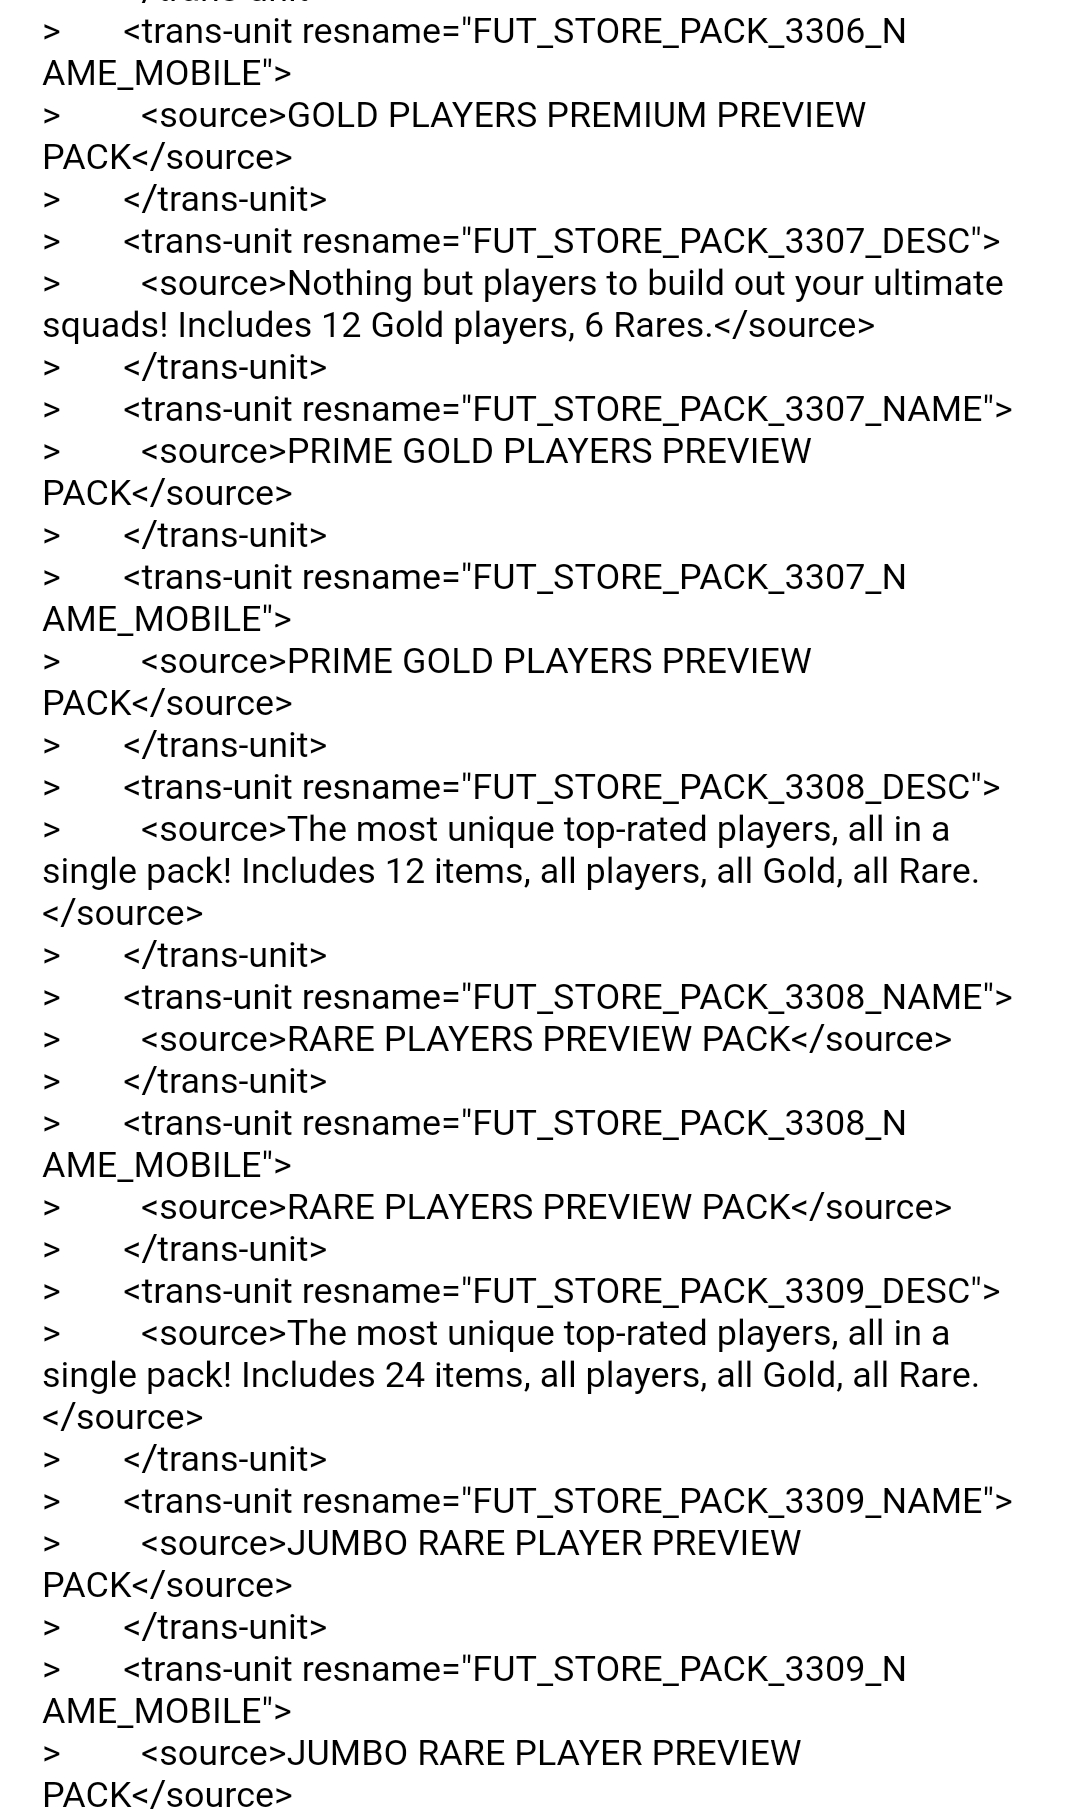 > <trans-unit resname="FUT_STORE_PACK_3306_N
AME_MOBILE">
> <source>GOLD PLAYERS PREMIUM PREVIEW
PACK</source>
> </trans-unit>
> <trans-unit resname="FUT_STORE_PACK_3307_DESC">
> <source>Nothing but players to build out your ultimate
squads! Includes 12 Gold players, 6 Rares.</source>
> </trans-unit>
> <trans-unit resname="FUT_STORE_PACK_3307_NAME">
> <source>PRIME GOLD PLAYERS PREVIEW
PACK</source>
> </trans-unit>
> <trans-unit resname="FUT_STORE_PACK_3307_N
AME_MOBILE">
> <source>PRIME GOLD PLAYERS PREVIEW
PACK</source>
> </trans-unit>
> <trans-unit resname="FUT_STORE_PACK_3308_DESC">
> <source>The most unique top-rated players, all in a
single pack! Includes 12 items, all players, all Gold, all Rare.
</source>
> </trans-unit>
> <trans-unit resname="FUT_STORE_PACK_3308_NAME">
> <source>RARE PLAYERS PREVIEW PACK</source>
> </trans-unit>
> <trans-unit resname="FUT_STORE_PACK_3308_N
AME_MOBILE">
> <source>RARE PLAYERS PREVIEW PACK</source>
> </trans-unit>
> <trans-unit resname="FUT_STORE_PACK_3309_DESC">
> <source>The most unique top-rated players, all in a
single pack! Includes 24 items, all players, all Gold, all Rare.
</source>
> </trans-unit>
> <trans-unit resname="FUT_STORE_PACK_3309_NAME">
> <source>JUMBO RARE PLAYER PREVIEW
PACK</source>
> </trans-unit>
> <trans-unit resname="FUT_STORE_PACK_3309_N
AME_MOBILE">
> <source>JUMBO RARE PLAYER PREVIEW
PACK</source>